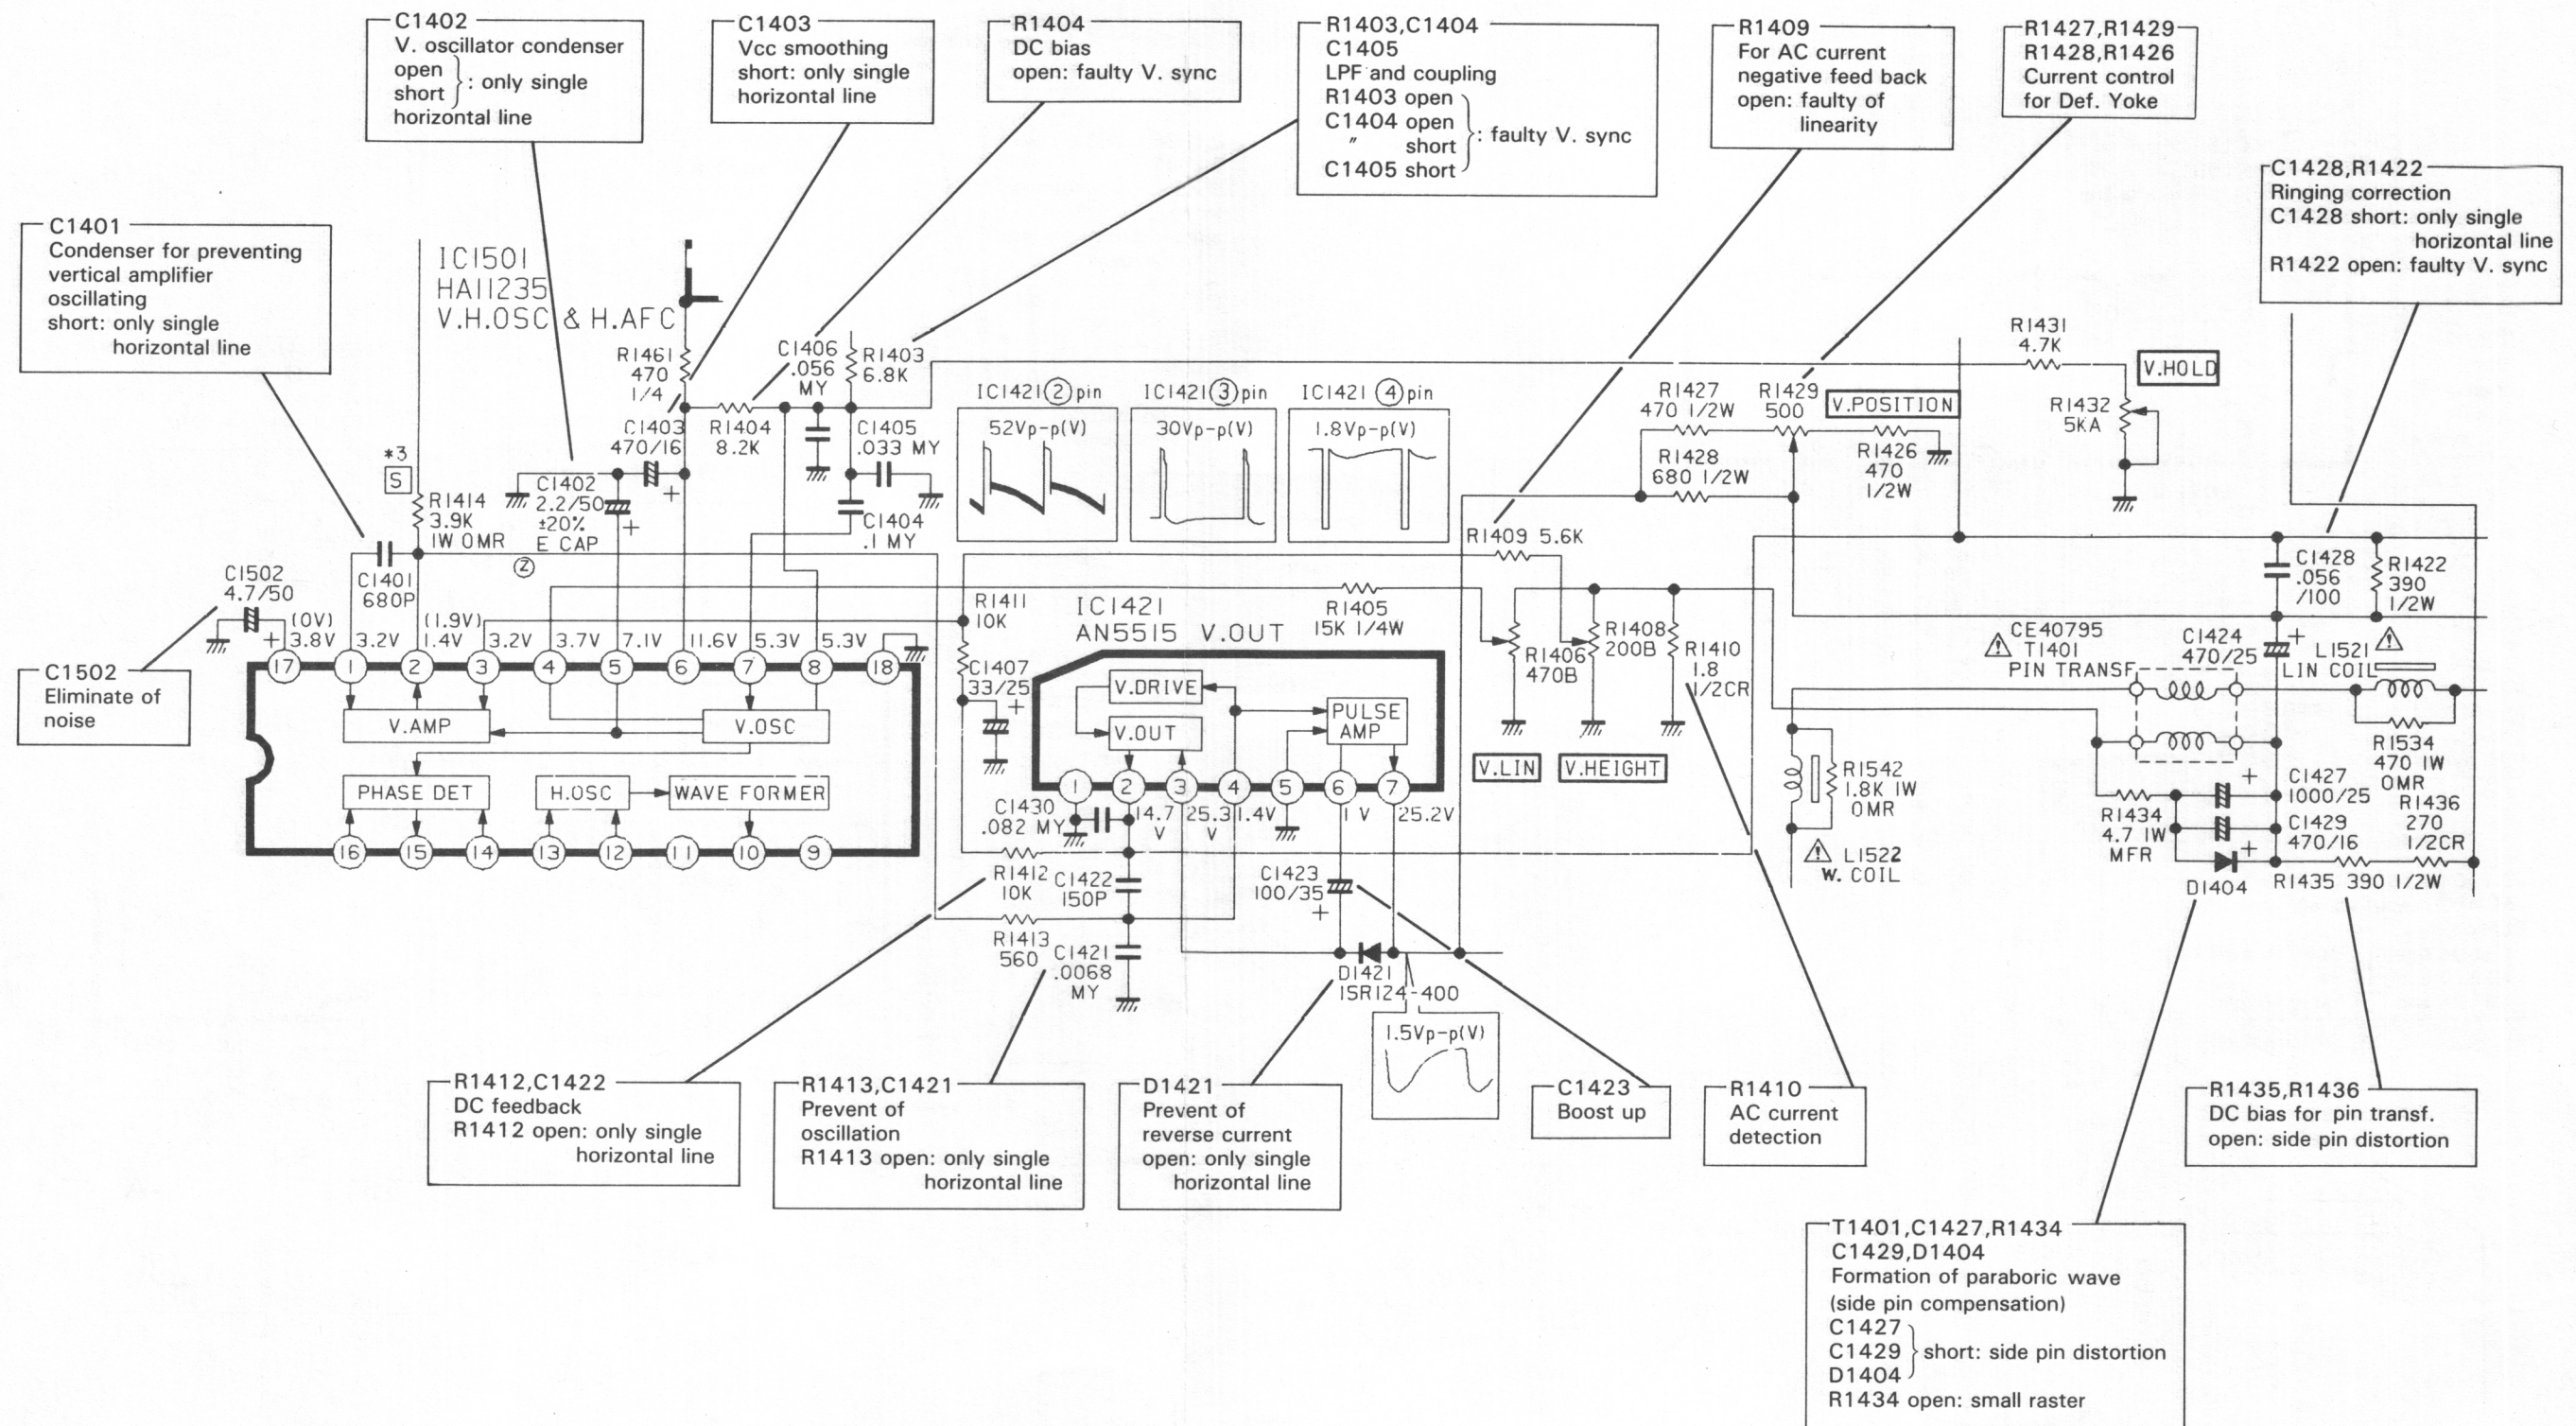 C1402
V. oscillator condenser
open
short
: only single
horizontal line
C1403
Vcc smoothing
short: only single
horizontal line
R1404
DC bias
open: faulty V. sync
R1403,C1404
C1405
LPF and coupling
R1403 open
C1404 open
" short
C1405 short
: faulty V. sync
R1409
For AC current
negative feed back
open: faulty of
linearity
R1427,R1429
R1428,R1426
Current control
for Def. Yoke
C1428,R1422
Ringing correction
C1428 short: only single
horizontal line
R1422 open: faulty V. sync
C1401
Condenser for preventing
vertical amplifier
oscillating
short: only single
horizontal line
IC1501
HA11235
V.H.OSC & H.AFC
R1461
470
1/4
C1406
.056
MY
R1403
6.8K
C1403
470/16
R1404
8.2K
C1405
.033 MY
C1404
.1 MY
*3
S
R1414
3.9K
1W OMR
C1402
2.2/50
±20%
E CAP
+
+
Z
C1401
680P
C1502
4.7/50
+
IC1421 2 pin
52Vp-p(V)
IC1421 3 pin
30Vp-p(V)
IC1421 4 pin
1.8Vp-p(V)
R1427
470 1/2W
R1429
500
V.POSITION
R1428
680 1/2W
R1426
470
1/2W
R1431
4.7K
V.HOLD
R1432
5KA
R1409 5.6K
C1428
.056
/100
R1422
390
1/2W
(0V)
3.8V
3.2V
(1.9V)
1.4V
3.2V
3.7V
7.1V
11.6V
5.3V
5.3V
17
1
2
3
4
5
6
7
8
18
V.AMP
V.OSC
PHASE DET
H.OSC
WAVE FORMER
16
15
14
13
12
11
10
9
C1502
Eliminate of
noise
R1411
10K
C1407
33/25
+
IC1421
AN5515 V.OUT
R1405
15K 1/4W
V.DRIVE
V.OUT
PULSE
AMP
1
2
3
4
5
6
7
14.7
V
25.3
V
1.4V
1 V
25.2V
R1406
470B
R1408
200B
R1410
1.8
1/2CR
V.LIN
V.HEIGHT
C1430
.082 MY
R1412
10K
C1422
150P
R1413
560
C1421
.0068
MY
C1423
100/35
+
D1421
1SR124-400
1.5Vp-p(V)
CE40795
T1401
PIN TRANSF
C1424
470/25
+
L1521
LIN COIL
R1534
470 1W
OMR
R1542
1.8K 1W
OMR
L1522
W. COIL
R1434
4.7 1W
MFR
+
C1427
1000/25
C1429
470/16
+
R1436
270
1/2CR
D1404
R1435 390 1/2W
R1412,C1422
DC feedback
R1412 open: only single
horizontal line
R1413,C1421
Prevent of
oscillation
R1413 open: only single
horizontal line
D1421
Prevent of
reverse current
open: only single
horizontal line
C1423
Boost up
R1410
AC current
detection
R1435,R1436
DC bias for pin transf.
open: side pin distortion
T1401,C1427,R1434
C1429,D1404
Formation of paraboric wave
(side pin compensation)
C1427
C1429
D1404
short: side pin distortion
R1434 open: small raster